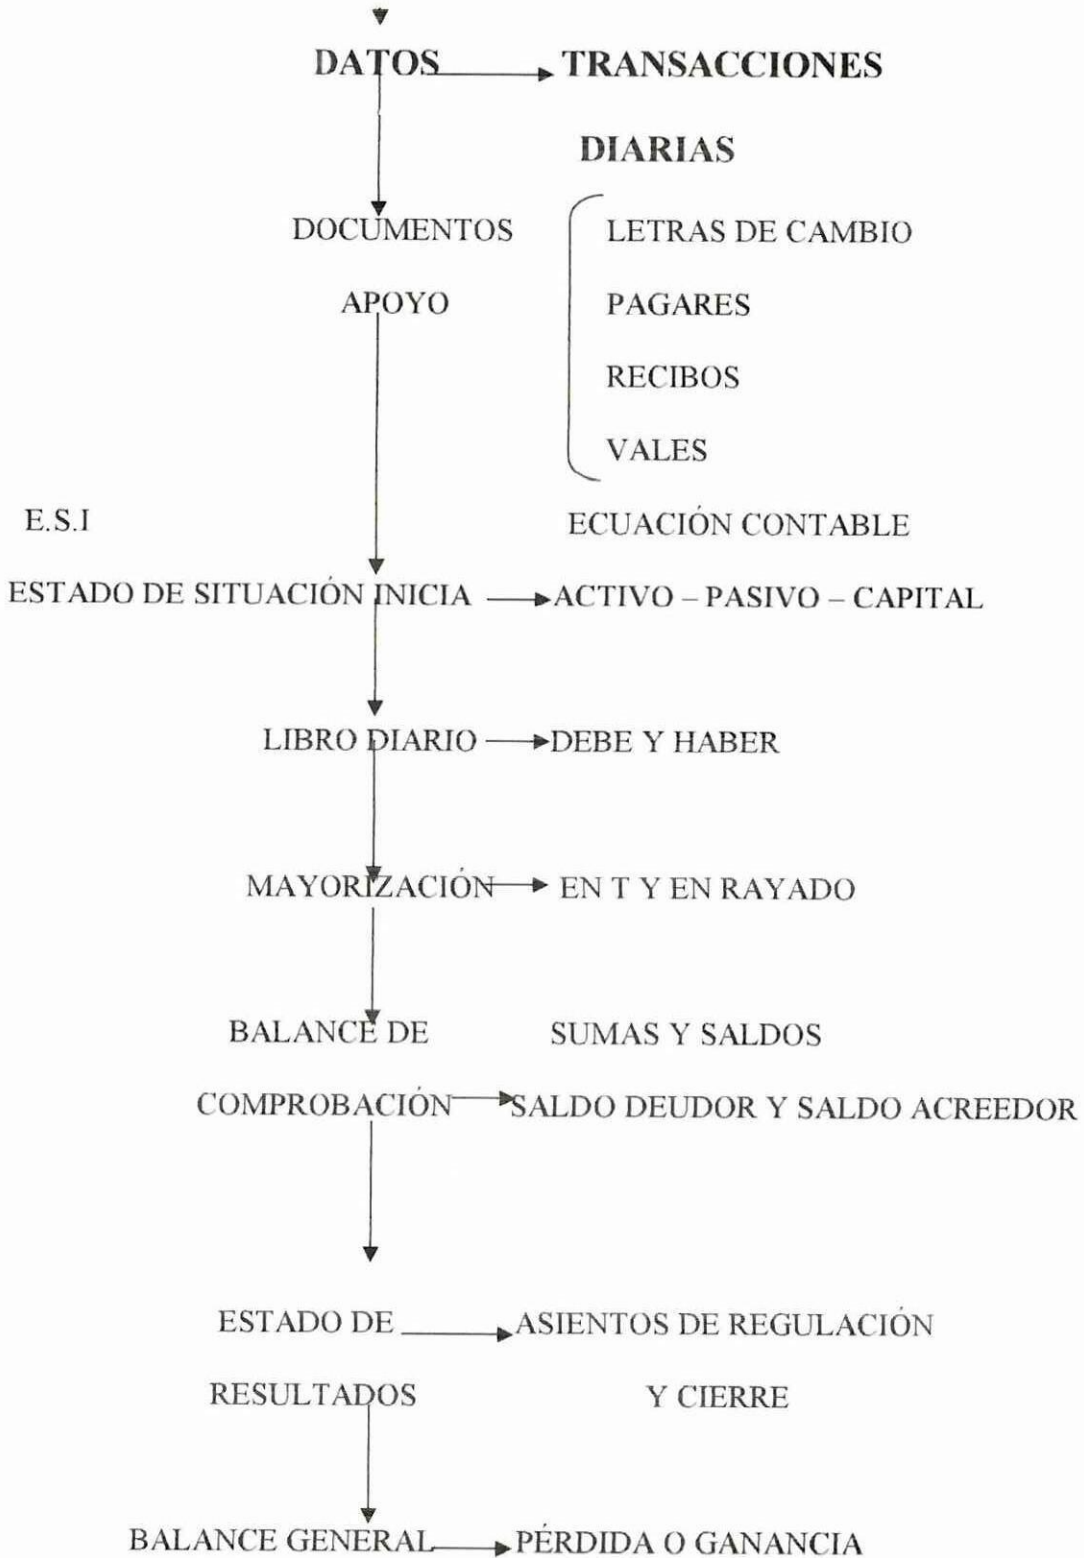 DATOS TRANSACCIONES
DIARIAS
DOCUMENTOS LETRAS DE CAMBIO
APOYO PAGARES
RECIBOS
VALES
E.S.I ECUACIÓN CONTABLE
ESTADO DE SITUACIÓN INICIA ACTIVO – PASIVO – CAPITAL
LIBRO DIARIO DEBE Y HABER
MAYORIZACIÓN EN T Y EN RAYADO
BALANCE DE SUMAS Y SALDOS
COMPROBACIÓN SALDO DEUDOR Y SALDO ACREEDOR
ESTADO DE ASIENTOS DE REGULACIÓN
RESULTADOS Y CIERRE
BALANCE GENERAL PÉRDIDA O GANANCIA